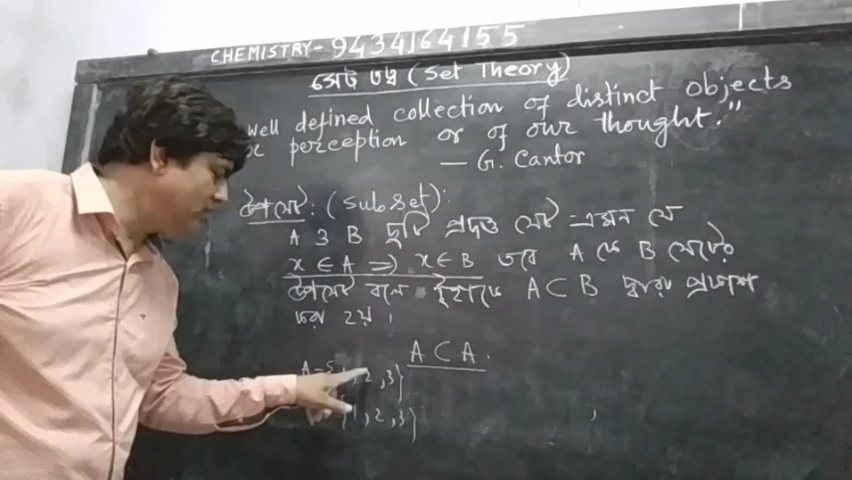 CHEMISTRY - 9434164155
সেট তত্ত্ব (Set Theory)
well defined collection of distinct objects
perception or of our thought."
— G. Cantor
উপসেট: (Subset):
A ও B দুটি প্রদত্ত সেট এমন যে
x ∈ A ⇒ x ∈ B তবে A কে B সেটের
উপসেট বলে ইহাকে A ⊂ B দ্বারা প্রকাশ
করা হয়।
A ⊂ A.
A = {1, 2, 3}
{1, 2, 3}